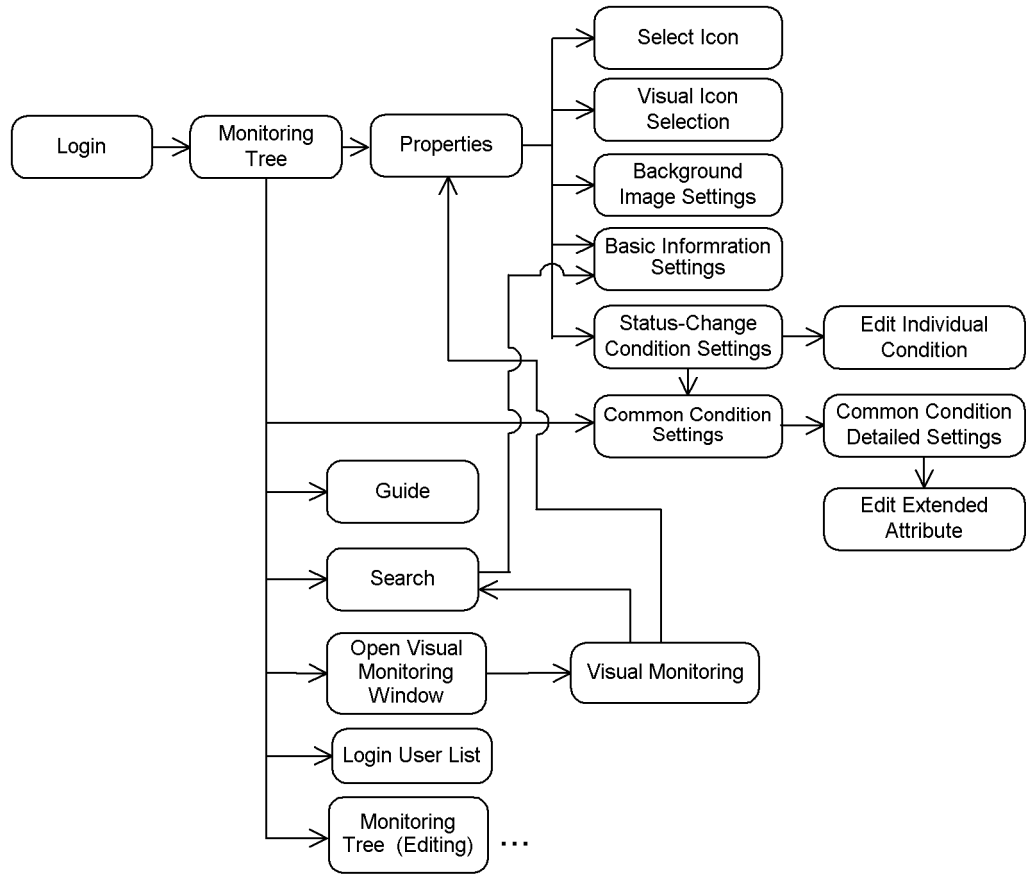 Login
Monitoring
Tree
Properties
Select Icon
Visual Icon
Selection
Background
Image Settings
Basic Informration
Settings
Status-Change
Condition Settings
Edit Individual
Condition
Common Condition
Settings
Common Condition
Detailed Settings
Edit Extended
Attribute
Guide
Search
Open Visual
Monitoring
Window
Visual Monitoring
Login User List
Monitoring
Tree (Editing)
...